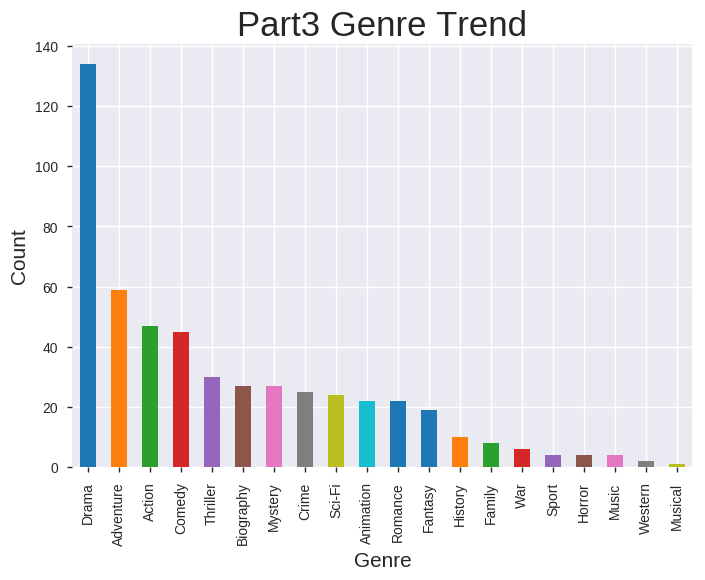 Part3 Genre Trend
140
120
100
80
60
40
20
0
Count
Drama
Adventure
Action
Comedy
Thriller
Biography
Mystery
Crime
Sci-Fi
Animation
Romance
Fantasy
History
Family
War
Sport
Horror
Music
Western
Musical
Genre